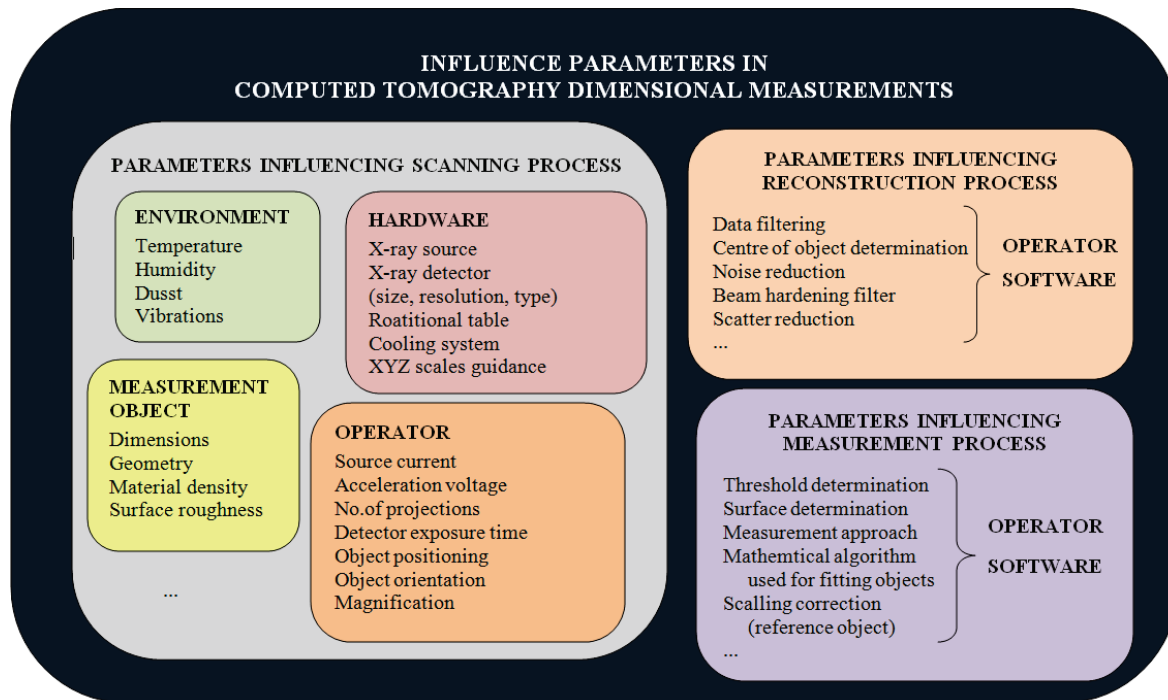 INFLUENCE PARAMETERS IN
COMPUTED TOMOGRAPHY DIMENSIONAL MEASUREMENTS
PARAMETERS INFLUENCING SCANNING PROCESS
ENVIRONMENT
Temperature
Humidity
Dusst
Vibrations
HARDWARE
X-ray source
X-ray detector
(size, resolution, type)
Roatitional table
Cooling system
XYZ scales guidance
MEASUREMENT
OBJECT
Dimensions
Geometry
Material density
Surface roughness
...
OPERATOR
Source current
Acceleration voltage
No.of projections
Detector exposure time
Object positioning
Object orientation
Magnification
PARAMETERS INFLUENCING
RECONSTRUCTION PROCESS
Data filtering
Centre of object determination
Noise reduction
Beam hardening filter
Scatter reduction
...
OPERATOR
SOFTWARE
PARAMETERS INFLUENCING
MEASUREMENT PROCESS
Threshold determination
Surface determination
Measurement approach
Mathemtical algorithm
used for fitting objects
Scalling correction
(reference object)
...
OPERATOR
SOFTWARE